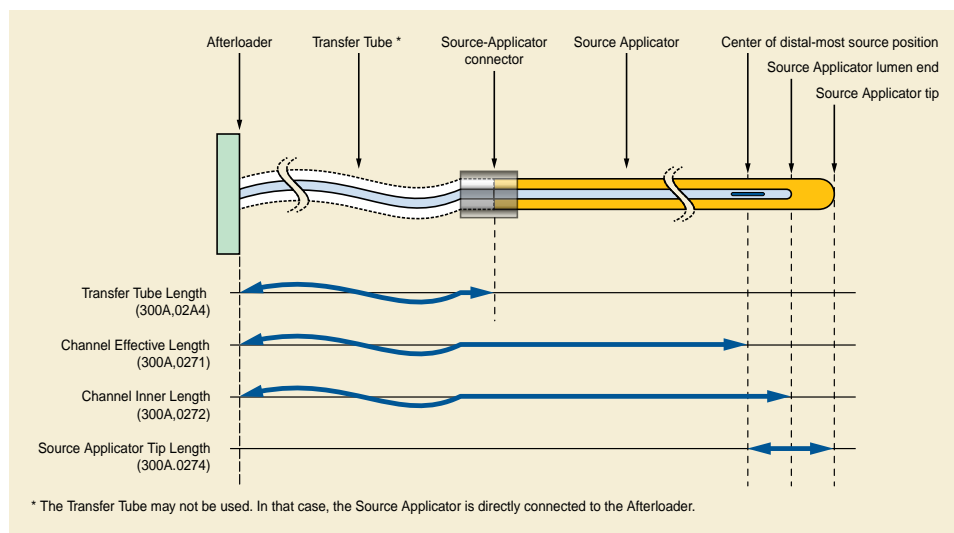 Afterloader
Transfer Tube *
Source-Applicator
connector
Source Applicator
Center of distal-most source position
Source Applicator lumen end
Source Applicator tip
Transfer Tube Length
(300A,02A4)
Channel Effective Length
(300A,0271)
Channel Inner Length
(300A,0272)
Source Applicator Tip Length
(300A.0274)
* The Transfer Tube may not be used. In that case, the Source Applicator is directly connected to the Afterloader.